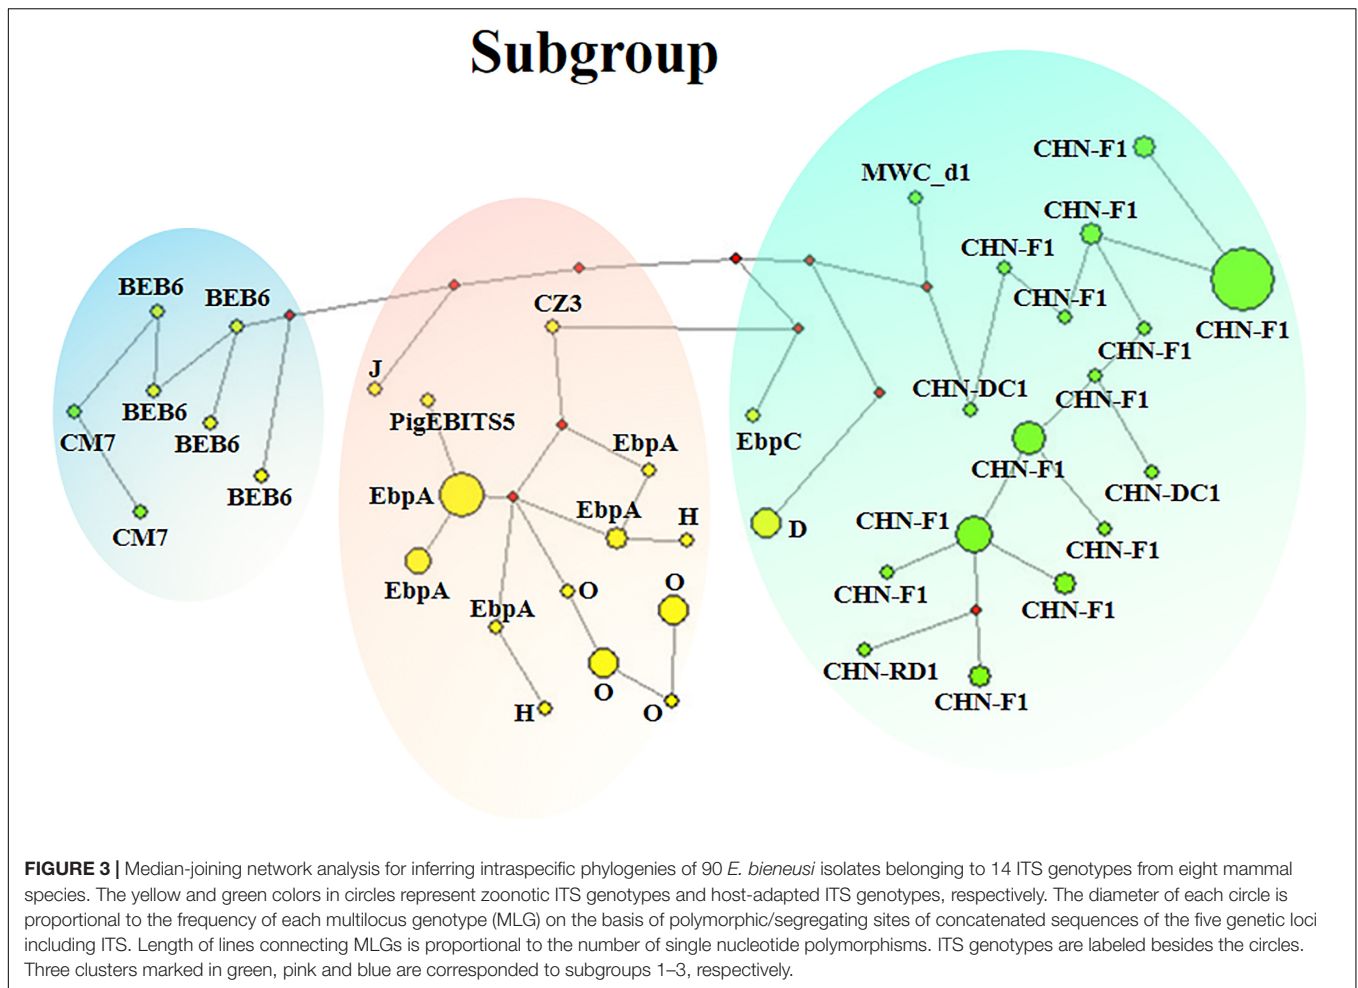 Subgroup
CHN-F1
MWC_d1
CHN-F1
CHN-F1
BEB6
BEB6
CHN-F1
CZ3
CHN-F1
CHN-F1
J
CHN-DC1
CHN-F1
BEB6
PigEBITS5
CM7
BEB6
EbpA
EbpC
CHN-F1
BEB6
EbpA
EbpA
H
D
CHN-F1
CHN-DC1
CM7
CHN-F1
EbpA
EbpA
O
O
CHN-F1
CHN-F1
CHN-F1
O
H
O
CHN-RD1
CHN-F1
FIGURE 3 | Median-joining network analysis for inferring intraspecific phylogenies of 90 E. bieneusi isolates belonging to 14 ITS genotypes from eight mammal
species. The yellow and green colors in circles represent zoonotic ITS genotypes and host-adapted ITS genotypes, respectively. The diameter of each circle is
proportional to the frequency of each multilocus genotype (MLG) on the basis of polymorphic/segregating sites of concatenated sequences of the five genetic loci
including ITS. Length of lines connecting MLGs is proportional to the number of single nucleotide polymorphisms. ITS genotypes are labeled besides the circles.
Three clusters marked in green, pink and blue are corresponded to subgroups 1–3, respectively.